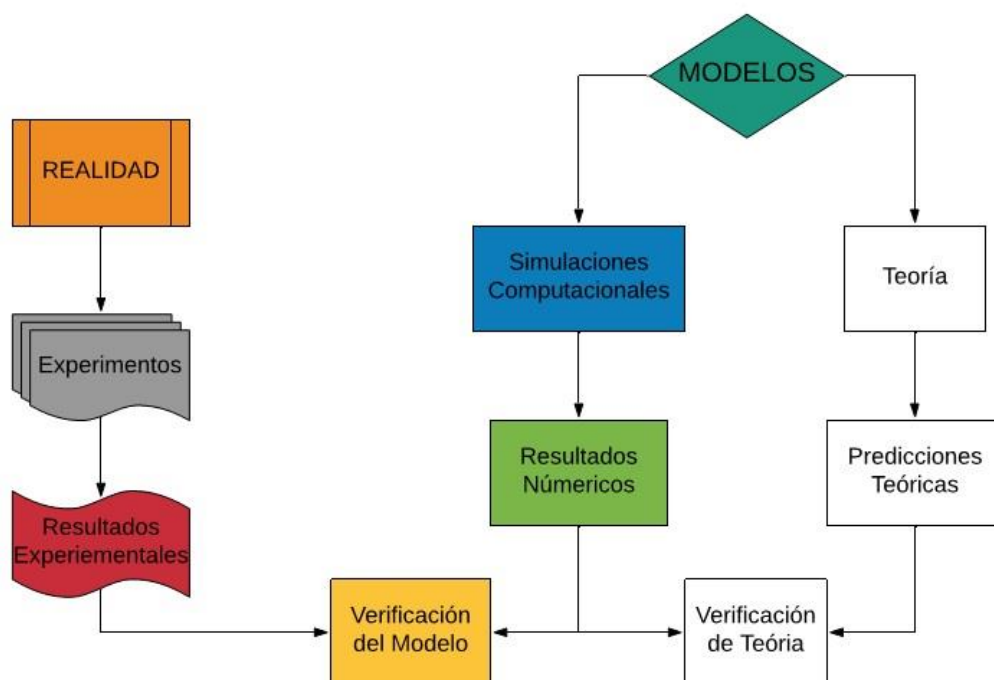 MODELOS
REALIDAD
Simulaciones
Computacionales
Teoría
Experimentos
Resultados
Númericos
Predicciones
Teóricas
Resultados
Experiementales
Verificación
del Modelo
Verificación
de Teória